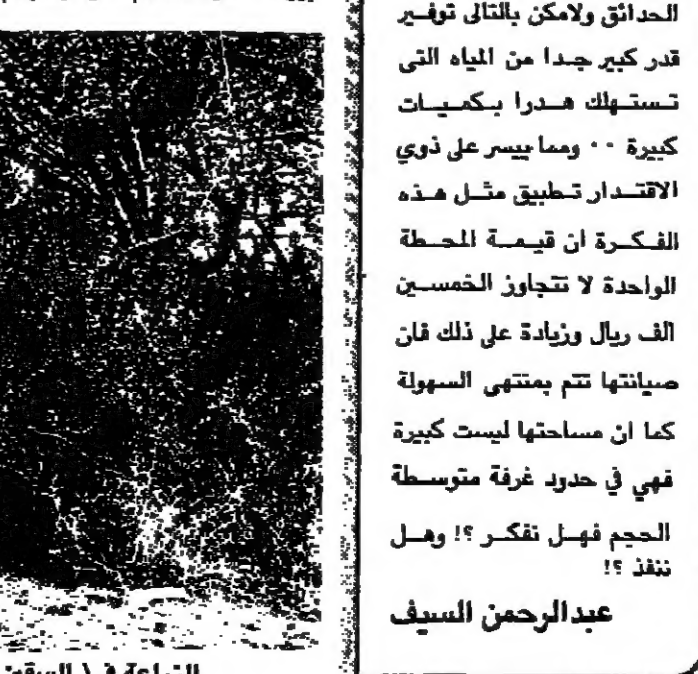 الحدائق ولامكن بالتالى توفير
قدر كبير جدا من المياه التى
تستهلك هدرا بكميات
كبيرة ٠٠ ومما ييسر على ذوي
الاقتدار تطبيق مثل هذه
الفكرة ان قيمة المحطة
الواحدة لا تتجاوز الخمسين
الف ريال وزيادة على ذلك فان
صيانتها تتم بمنتهى السهولة
كما ان مساحتها ليست كبيرة
فهي في حدود غرفة متوسطة
الحجم فهل نفكر ؟! وهل
ننفذ ؟!
عبدالرحمن السيف
الزراعة في (